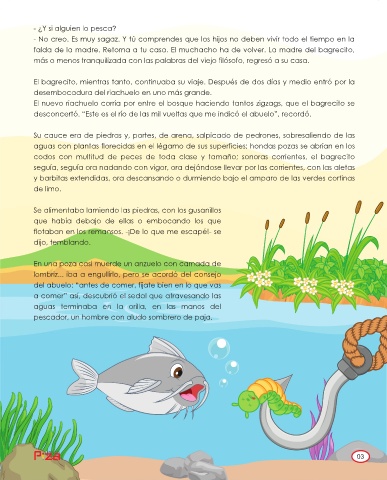 - ¿Y si alguien lo pesca?
- No creo. Es muy sagaz. Y tú comprendes que los hijos no deben vivir todo el tiempo en la
falda de la madre. Retorna a tu casa. El muchacho ha de volver. La madre del bagrecito,
más o menos tranquilizada con las palabras del viejo filósofo, regresó a su casa.
El bagrecito, mientras tanto, continuaba su viaje. Después de dos días y medio entró por la
desembocadura del riachuelo en uno más grande.
El nuevo riachuelo corría por entre el bosque haciendo tantos zigzags, que el bagrecito se
desconcertó. "Este es el río de las mil vueltas que me indicó el abuelo", recordó.
Su cauce era de piedras y, partes, de arena, salpicado de pedrones, sobresaliendo de las
aguas con plantas florecidas en el légamo de sus superficies; hondas pozas se abrían en los
codos con multitud de peces de toda clase y tamaño; sonoras corrientes, el bagrecito
seguía, seguía ora nadando con vigor, ora dejándose llevar por las corrientes, con las aletas
y barbitas extendidas, ora descansando o durmiendo bajo el amparo de las verdes cortinas
de limo.
Se alimentaba lamiendo las piedras, con los gusanillos
que había debajo de ellas o embocando los que
flotaban en los remansos. -¡De lo que me escapé!- se
dijo, temblando.
En una poza casi muerde un anzuelo con carnada de
lombriz... iba a engullirlo, pero se acordó del consejo
del abuelo: "antes de comer, fíjate bien en lo que vas
a comer" así, descubrió el sedal que atravesando las
aguas terminaba en la orilla, en las manos del
pescador, un hombre con aludo sombrero de paja.
P'za
03